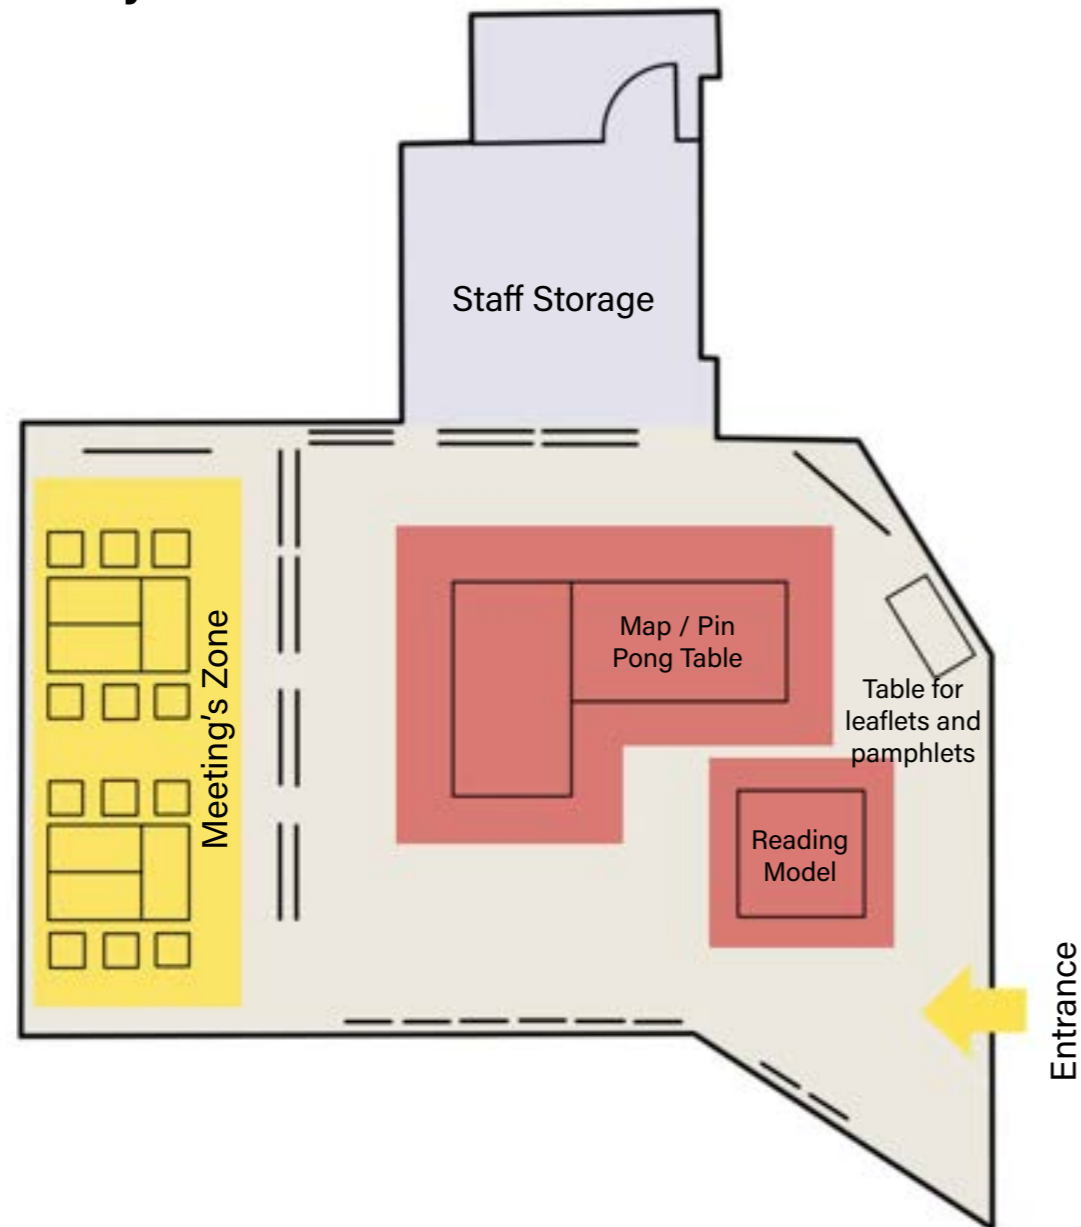 Staff Storage
Map / Pin
Pong Table
Meeting's Zone
Table for
leaflets and
pamphlets
Reading
Model
Entrance